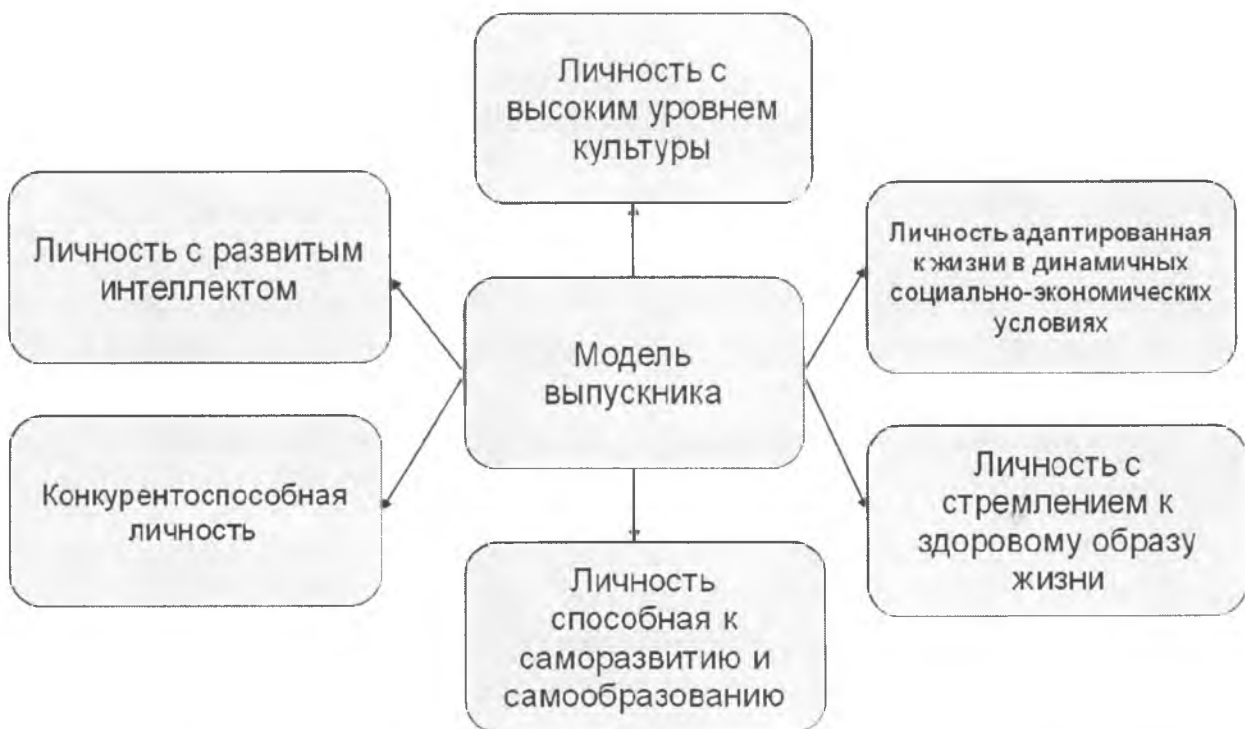 Личность с
высоким уровнем
культуры
Личность с развитым
интеллектом
Личность адаптированная
к жизни в динамичных
социально-экономических
условиях
Модель
выпускника
Конкурентоспособная
личность
Личность с
стремлением к
здоровому образу
жизни
Личность
способная к
саморазвитию и
самообразованию